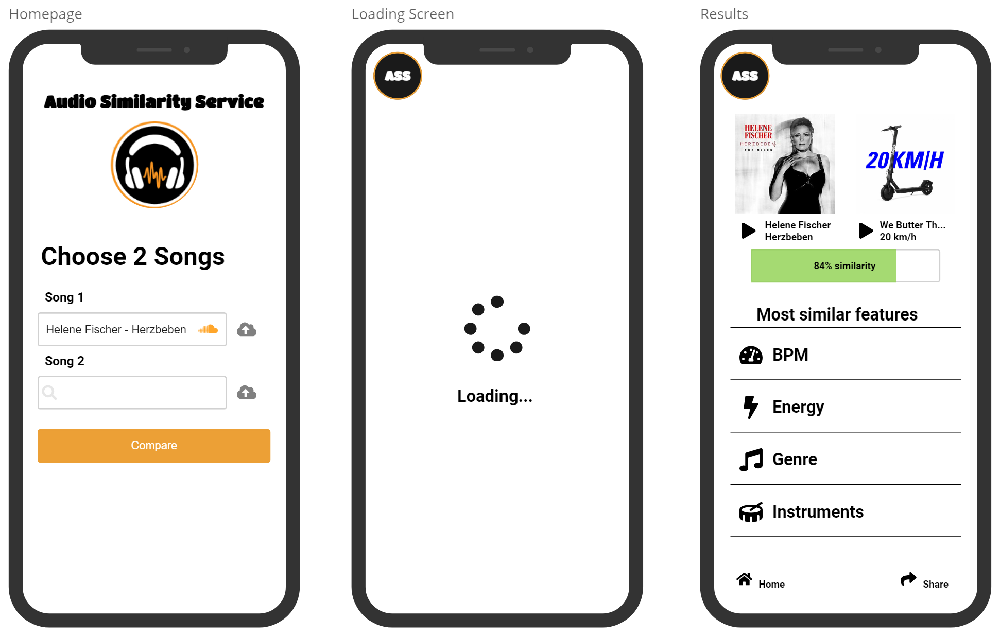 Homepage
Audio Similarity Service
Choose 2 Songs
Song 1
Helene Fischer - Herzbeben
Song 2
Compare
Loading Screen
ASS
Loading...
Results
ASS
HELENE
FISCHER
HERZBEBEN
THE MIXES
20 KM/H
Helene Fischer
Herzbeben
We Butter Th...
20 km/h
84% similarity
Most similar features
BPM
Energy
Genre
Instruments
Home
Share